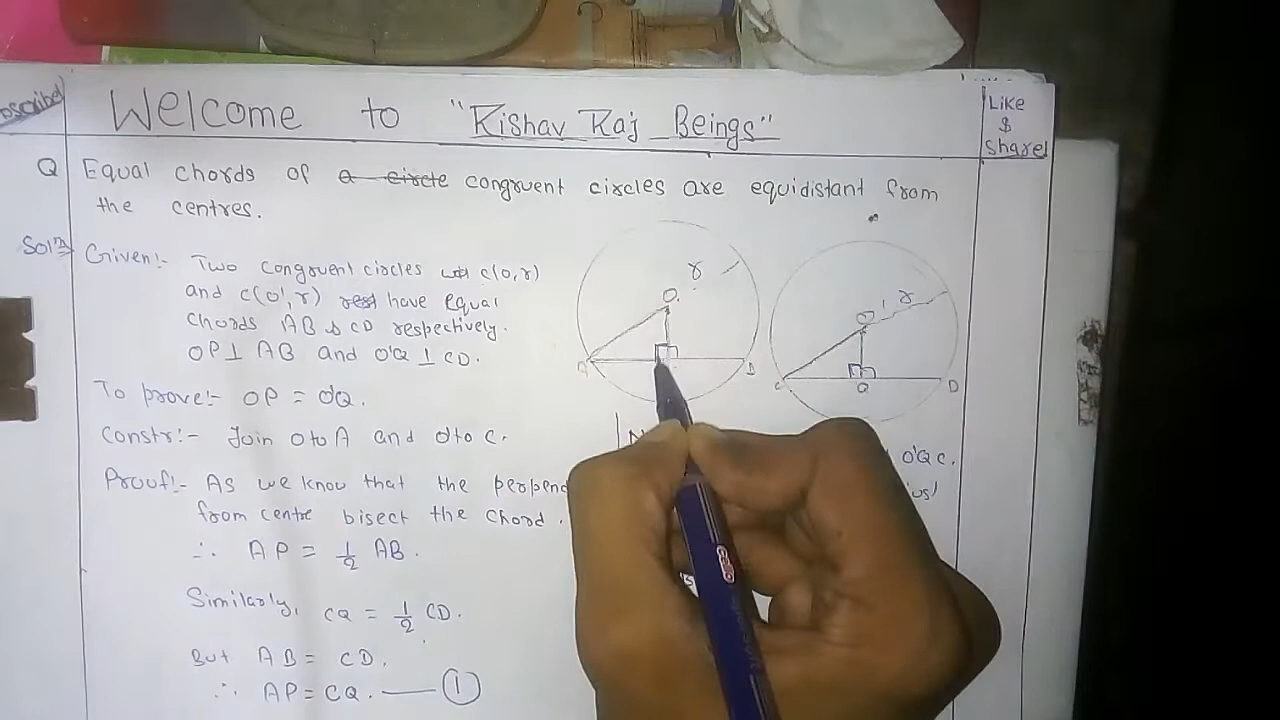 Welcome to "Rishav Raj Beings"
Like
$
Share!
Q Equal chords of a circle congruent circles are equidistant from
the centres.
Soln Given:- Two congruent circles c(o,r)
and c(o',r) have equal
chords AB & CD respectively.
OP⊥ AB and O'Q ⊥ CD.
To prove:- OP = O'Q.
Constr:- Join O to A and O' to C.
Proof:- As we know that the perpend
from centre bisect the chord.
∴ AP = 1/2 AB.
Similarly, CQ = 1/2 CD.
But AB = CD.
∴ AP = CQ. — ①
r
O
A
B
O'
r
C
Q
D
O'QC.
cello